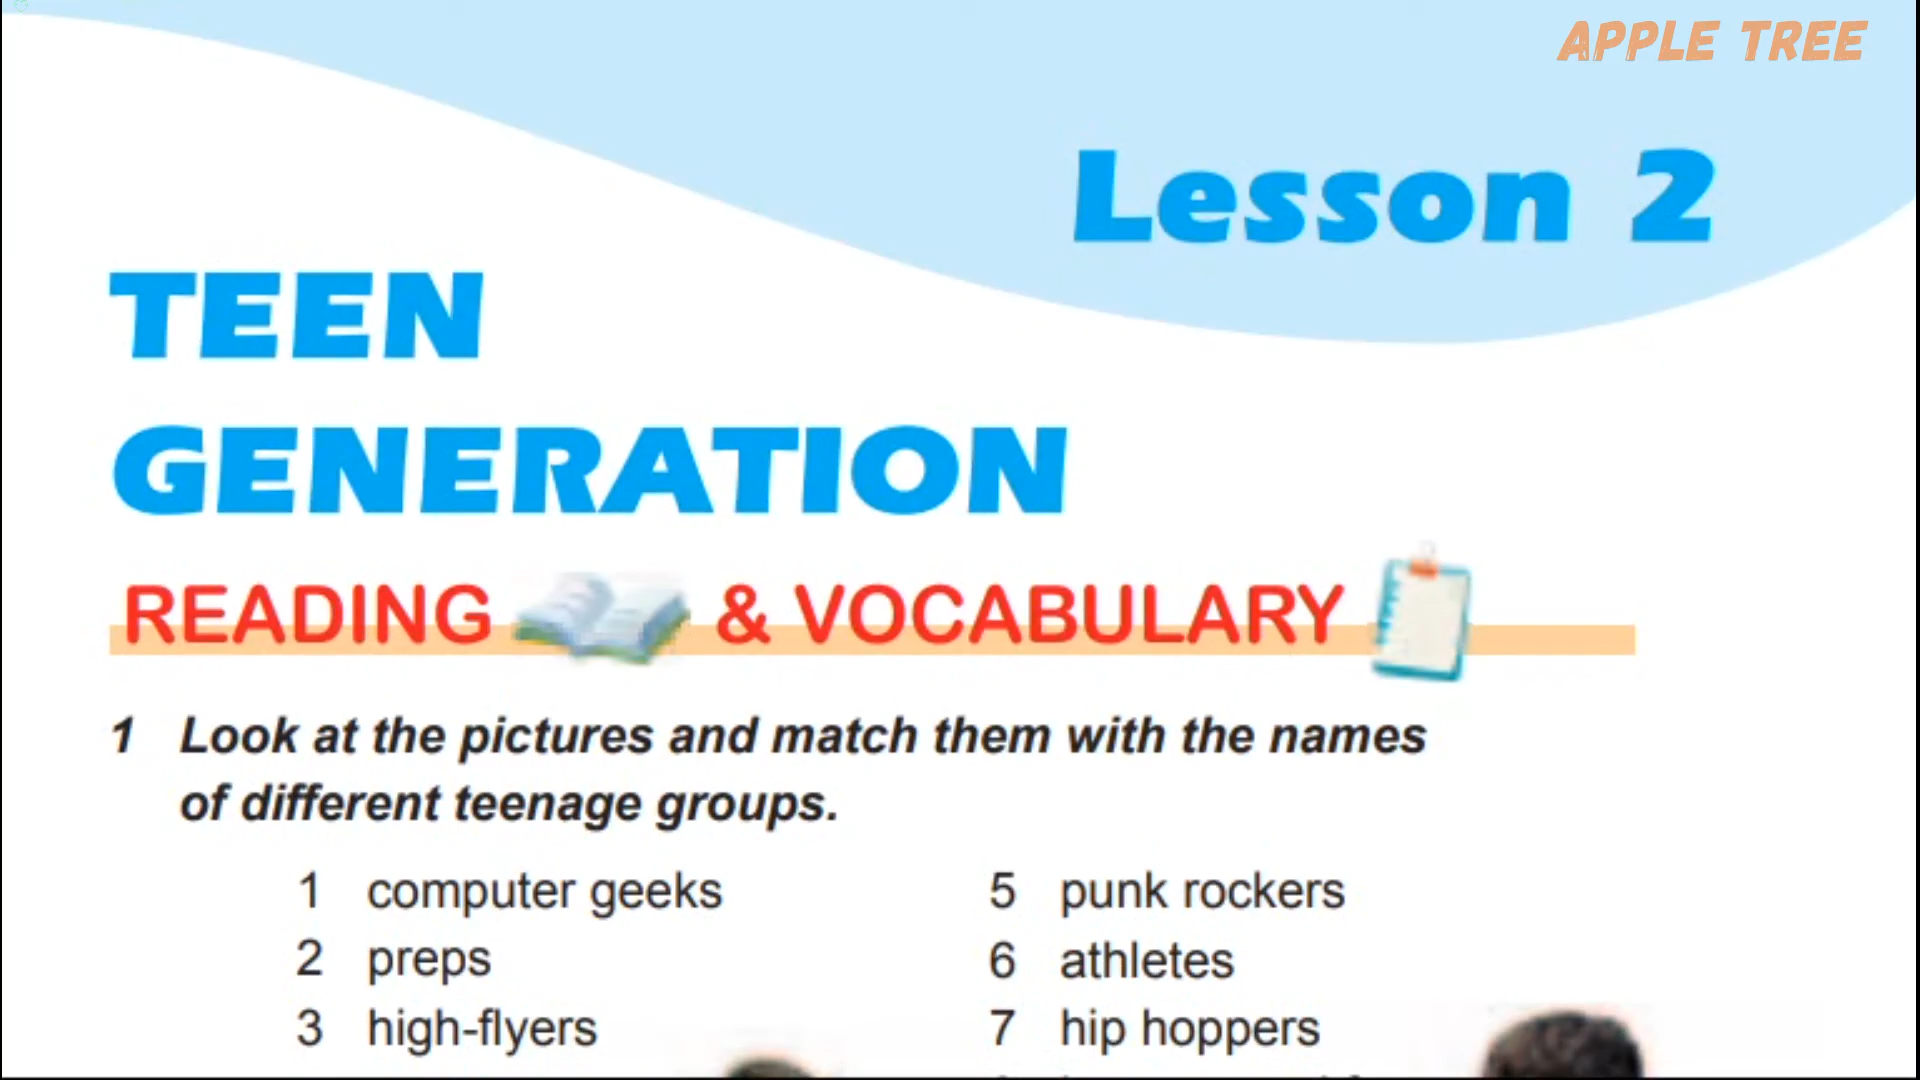 APPLE TREE
Lesson 2
TEEN
GENERATION
READING & VOCABULARY
1 Look at the pictures and match them with the names
of different teenage groups.
1 computer geeks
2 preps
3 high-flyers
5 punk rockers
6 athletes
7 hip hoppers